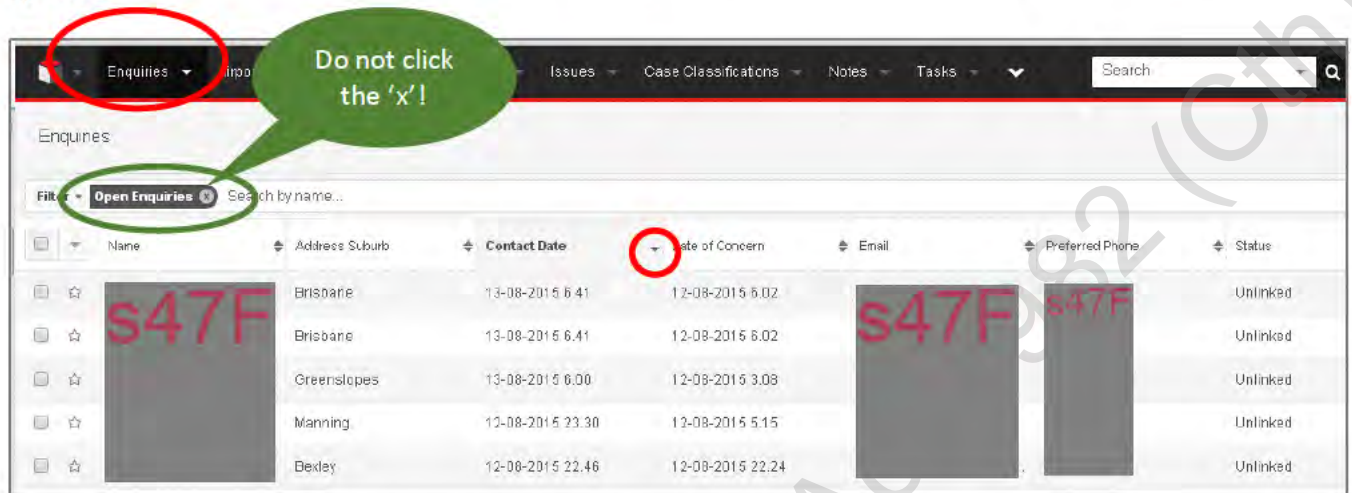 Do not click
the 'x'!
Enquiries Issues Case Classifications Notes Tasks Search
Enquiries
Filter Open Enquiries x Search by name...
Name Address Suburb Contact Date Date of Concern Email Preferred Phone Status
s47F Brisbane 13-08-2015 6.41 12-08-2015 6.02 s47F s47F Unlinked
Brisbane 13-08-2015 6.41 12-08-2015 6.02 Unlinked
Greenslopes 13-08-2015 6.00 12-08-2015 3.08 Unlinked
Manning 12-08-2015 23.30 12-08-2015 5.15 Unlinked
Bexley 12-08-2015 22.46 12-08-2015 22.24 Unlinked
982 (Cth